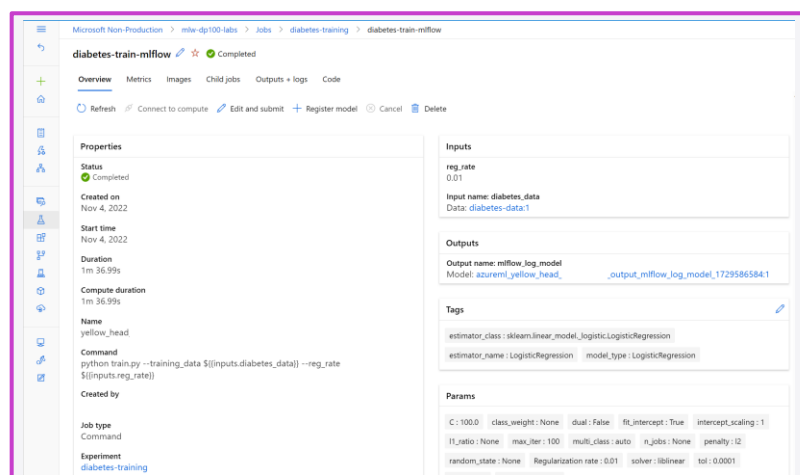 Microsoft Non-Production > mlw-dp100-labs > Jobs > diabetes-training > diabetes-train-mlflow
diabetes-train-mlflow Completed
Overview Metrics Images Child jobs Outputs + logs Code
Refresh Connect to compute Edit and submit Register model Cancel Delete
Properties
Status
Completed
Created on
Nov 4, 2022
Start time
Nov 4, 2022
Duration
1m 36.99s
Compute duration
1m 36.99s
Name
yellow_head_
Command
python train.py --training_data ${{inputs.diabetes_data}} --reg_rate
${{inputs.reg_rate}}
Created by
Job type
Command
Experiment
diabetes-training
Inputs
reg_rate
0.01
Input name: diabetes_data
Data: diabetes-data:1
Outputs
Output name: mlflow_log_model
Model: azureml_yellow_head_ _output_mlflow_log_model_1729586584:1
Tags
estimator_class : sklearn.linear_model._logistic.LogisticRegression
estimator_name : LogisticRegression model_type : LogisticRegression
Params
C : 100.0 class_weight : None dual : False fit_intercept : True intercept_scaling : 1
l1_ratio : None max_iter : 100 multi_class : auto n_jobs : None penalty : l2
random_state : None Regularization rate : 0.01 solver : liblinear tol : 0.0001